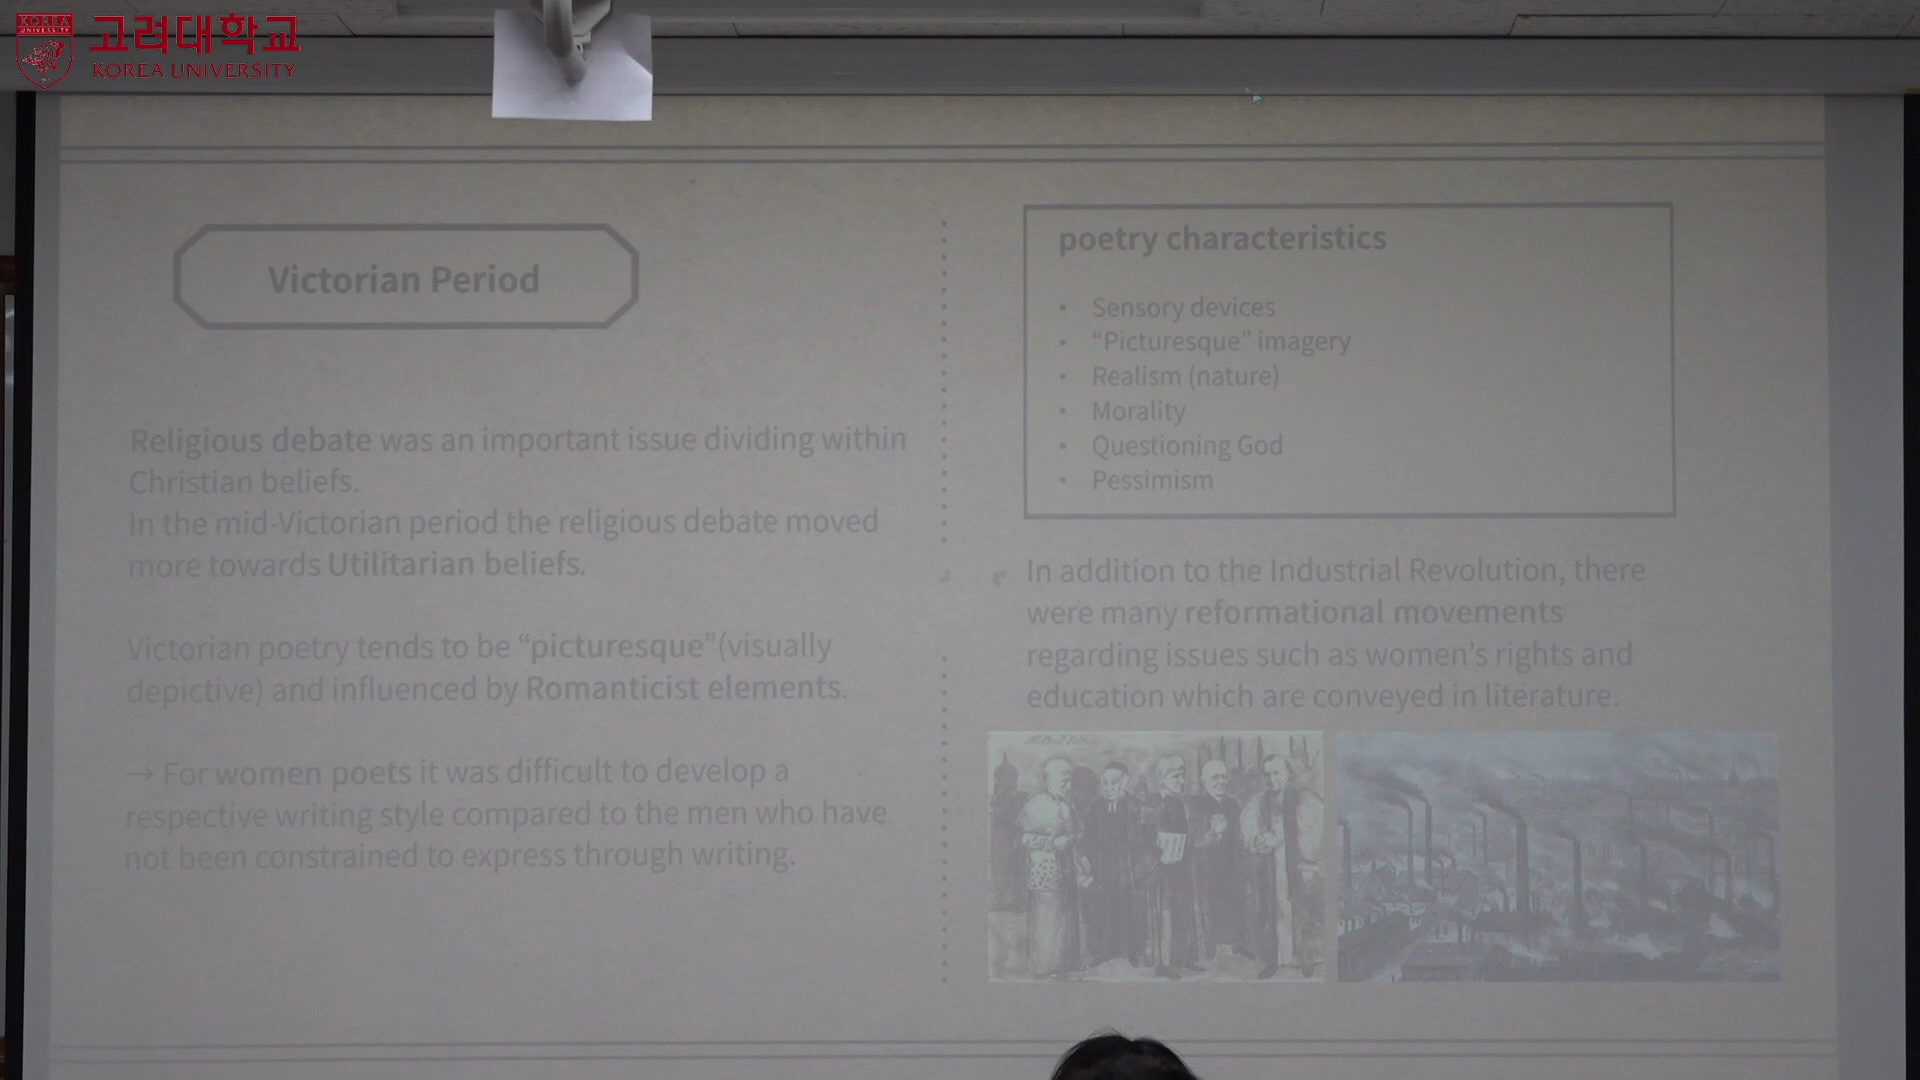 KOREA
UNIVERSITY
고려대학교
KOREA UNIVERSITY
Victorian Period
Religious debate was an important issue dividing within
Christian beliefs.
In the mid-Victorian period the religious debate moved
more towards Utilitarian beliefs.
Victorian poetry tends to be “picturesque”(visually
depictive) and influenced by Romanticist elements.
→ For women poets it was difficult to develop a
respective writing style compared to the men who have
not been constrained to express through writing.
poetry characteristics
• Sensory devices
• “Picturesque” imagery
• Realism (nature)
• Morality
• Questioning God
• Pessimism
In addition to the Industrial Revolution, there
were many reformational movements
regarding issues such as women’s rights and
education which are conveyed in literature.